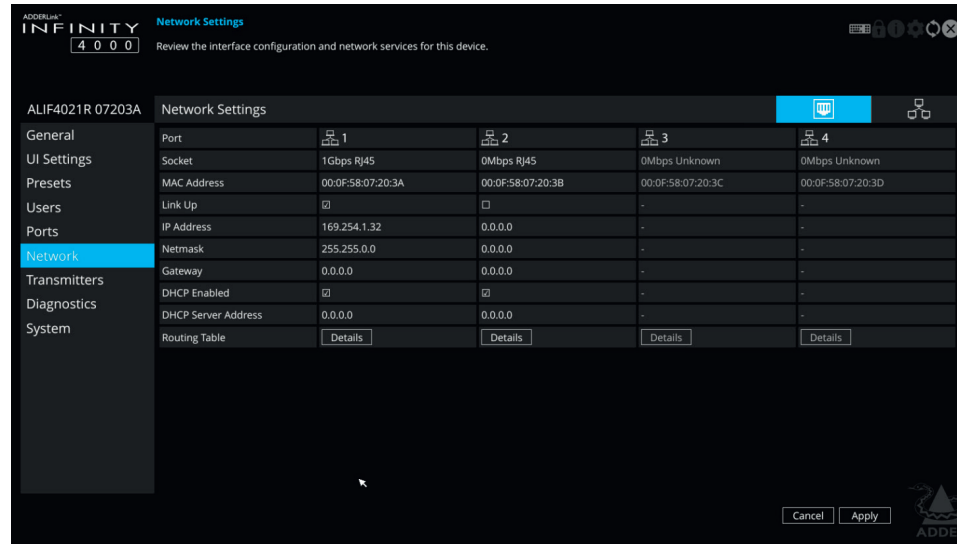 ADDERLink™
INFINITY
4000
Network Settings
Review the interface configuration and network services for this device.
ALIF4021R 07203A
Network Settings
General
UI Settings
Presets
Users
Ports
Network
Transmitters
Diagnostics
System
Port 1 2 3 4
Socket 1Gbps RJ45 0Mbps RJ45 0Mbps Unknown 0Mbps Unknown
MAC Address 00:0F:58:07:20:3A 00:0F:58:07:20:3B 00:0F:58:07:20:3C 00:0F:58:07:20:3D
Link Up ☑ ☐ - -
IP Address 169.254.1.32 0.0.0.0 - -
Netmask 255.255.0.0 0.0.0.0 - -
Gateway 0.0.0.0 0.0.0.0 - -
DHCP Enabled ☑ ☑ - -
DHCP Server Address 0.0.0.0 0.0.0.0 - -
Routing Table Details Details Details Details
Cancel Apply
ADDE